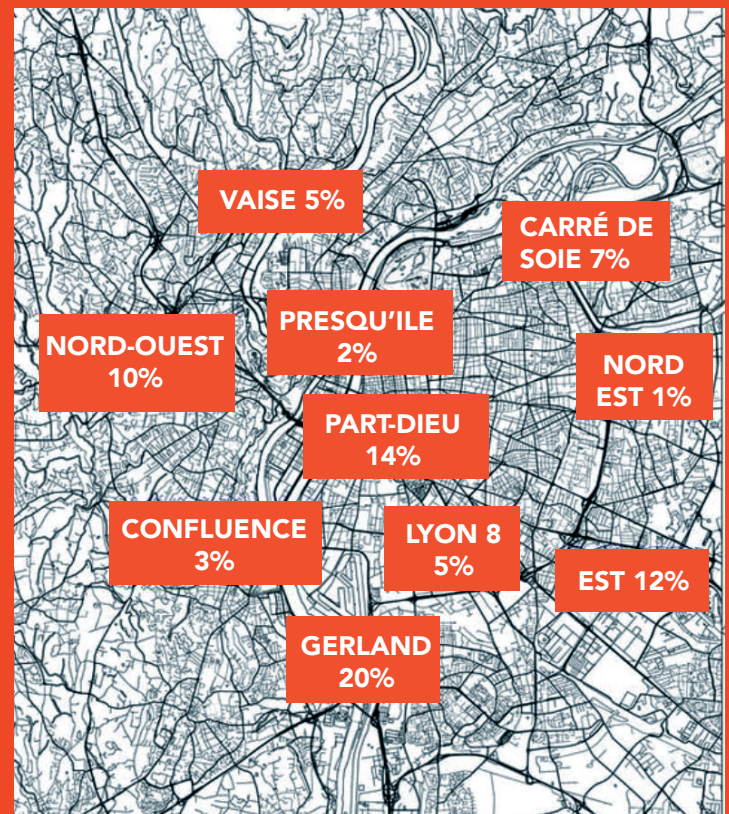 VAISE 5%
CARRÉ DE
SOIE 7%
PRESQU'ILE
2%
NORD-OUEST
10%
NORD
EST 1%
PART-DIEU
14%
CONFLUENCE
3%
LYON 8
5%
EST 12%
GERLAND
20%